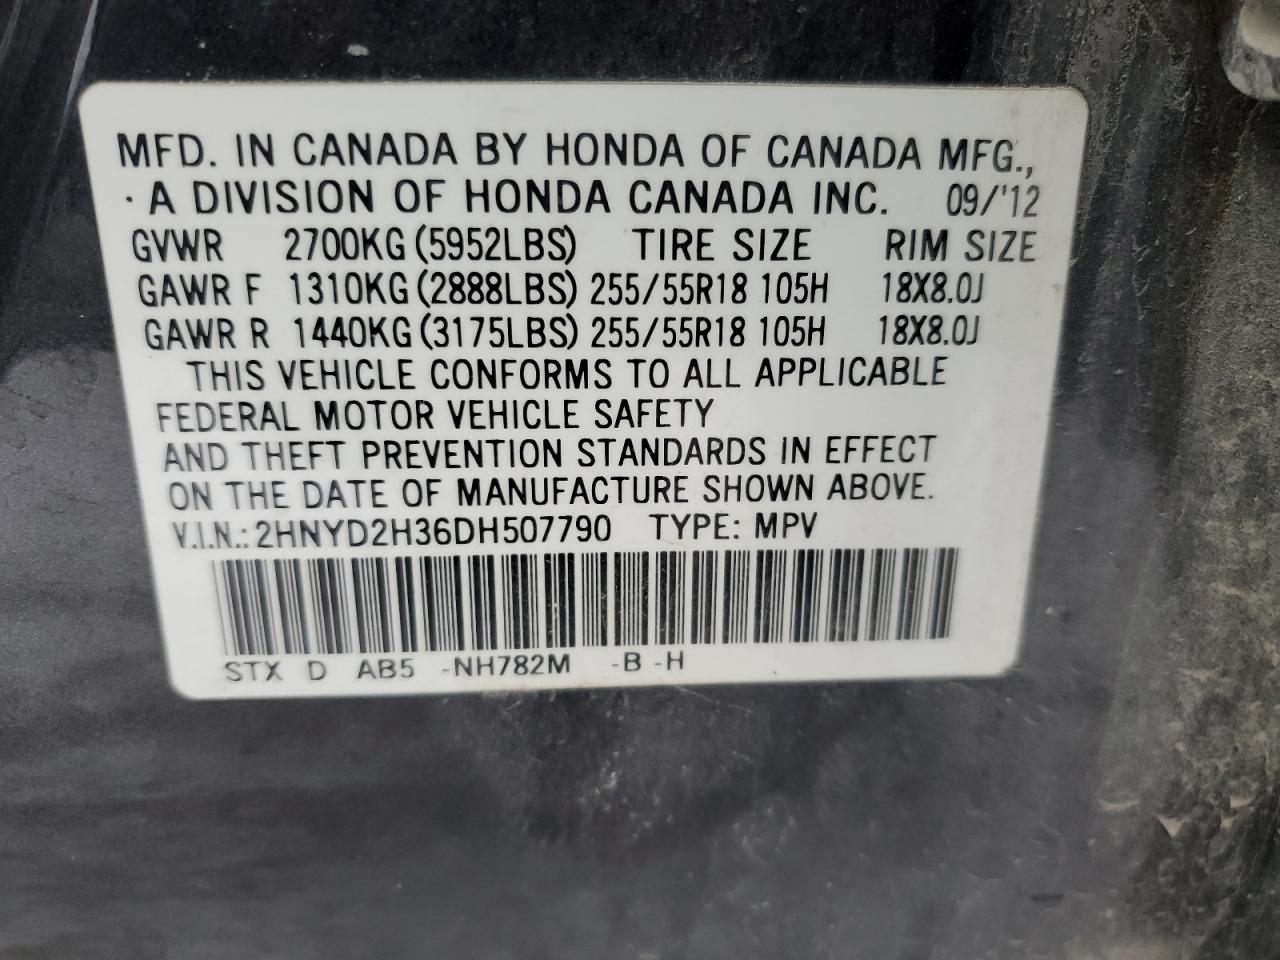 MFD. IN CANADA BY HONDA OF CANADA MFG.,
· A DIVISION OF HONDA CANADA INC. 09/'12
GVWR 2700KG (5952LBS) TIRE SIZE RIM SIZE
GAWR F 1310KG (2888LBS) 255/55R18 105H 18X8.0J
GAWR R 1440KG (3175LBS) 255/55R18 105H 18X8.0J
THIS VEHICLE CONFORMS TO ALL APPLICABLE
FEDERAL MOTOR VEHICLE SAFETY
AND THEFT PREVENTION STANDARDS IN EFFECT
ON THE DATE OF MANUFACTURE SHOWN ABOVE.
V.I.N.: 2HNYD2H36DH507790 TYPE: MPV
STX D AB5 -NH782M -B -H